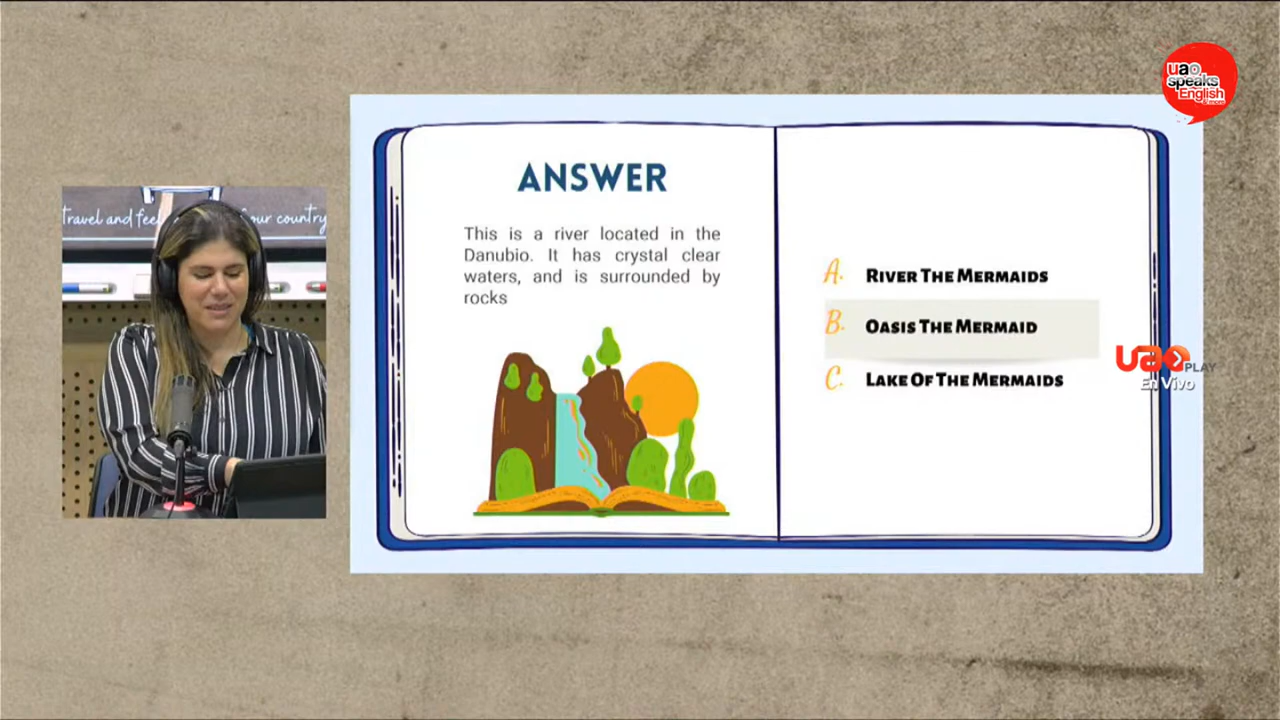 uao
speaks
English
travel and fee
our country
ANSWER
This is a river located in the
Danubio. It has crystal clear
waters, and is surrounded by
rocks
A. RIVER THE MERMAIDS
B. OASIS THE MERMAID
C. LAKE OF THE MERMAIDS
uao PLAY
En Vivo